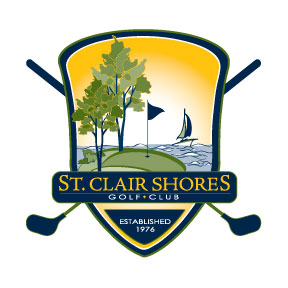 ST. CLAIR SHORES
GOLF • CLUB
ESTABLISHED
1976